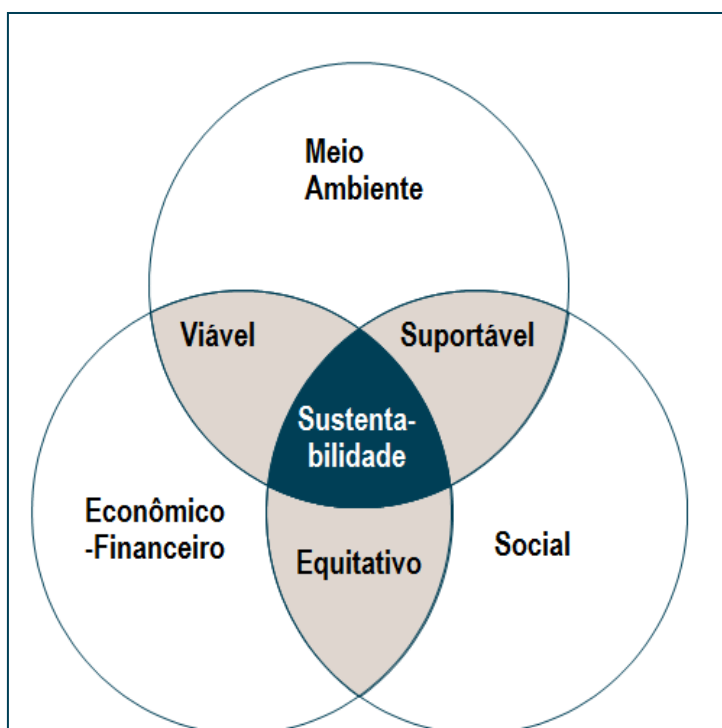 Meio
Ambiente
Viável
Suportável
Sustenta-
bilidade
Econômico
-Financeiro
Equitativo
Social